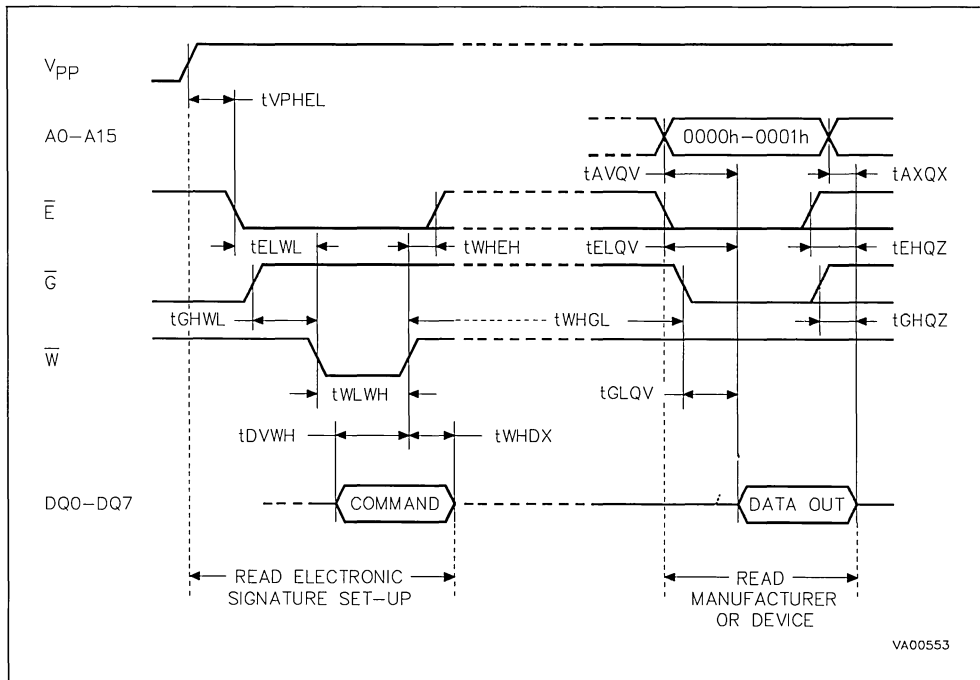 VPP
tVPHEL
A0-A15
0000h-0001h
tAVQV
tAXQX
E
tELWL
tWHEH
tELQV
tEHQZ
G
tGHWL
tWHGL
tGHQZ
W
tWLWH
tGLQV
tDVWH
tWHDX
DQ0-DQ7
COMMAND
DATA OUT
READ ELECTRONIC
SIGNATURE SET-UP
READ
MANUFACTURER
OR DEVICE
VA00553